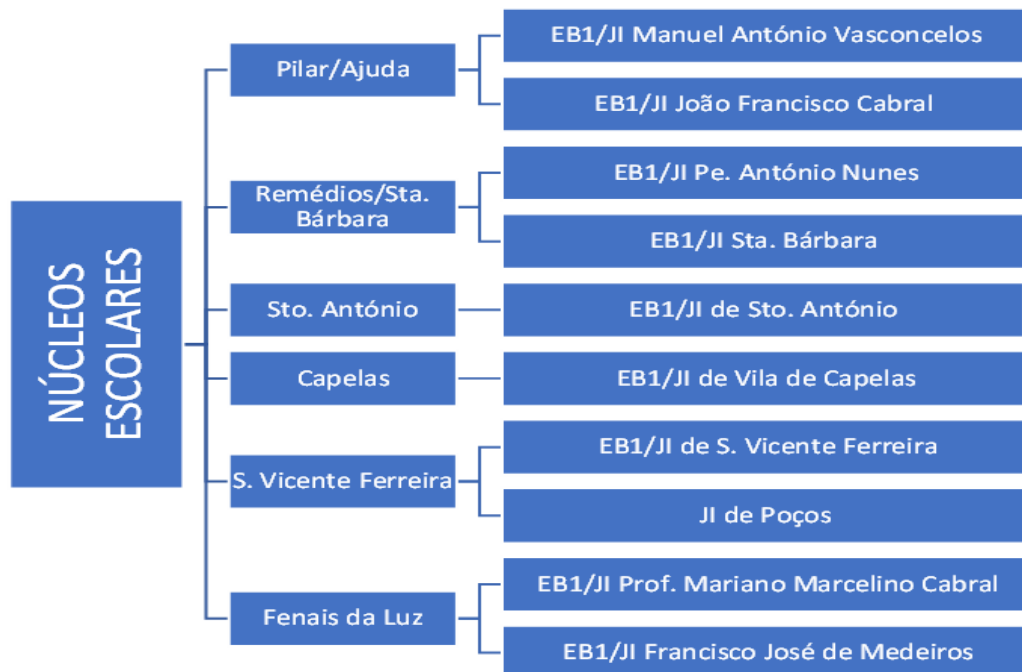 NÚCLEOS
ESCOLARES
Pilar/Ajuda
EB1/JI Manuel António Vasconcelos
EB1/JI João Francisco Cabral
Remédios/Sta.
Bárbara
EB1/JI Pe. António Nunes
EB1/JI Sta. Bárbara
Sto. António
EB1/JI de Sto. António
Capelas
EB1/JI de Vila de Capelas
S. Vicente Ferreira
EB1/JI de S. Vicente Ferreira
JI de Poços
Fenais da Luz
EB1/JI Prof. Mariano Marcelino Cabral
EB1/JI Francisco José de Medeiros